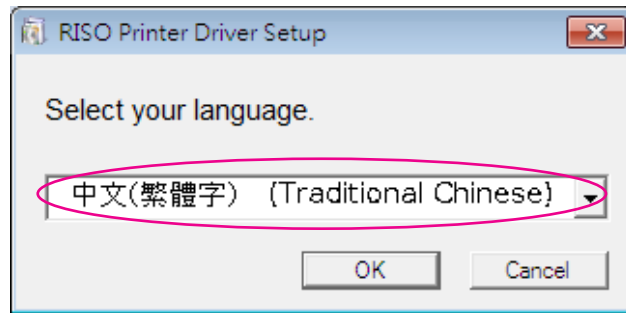 RISO Printer Driver Setup
Select your language.
中文(繁體字) (Traditional Chinese)
OK Cancel